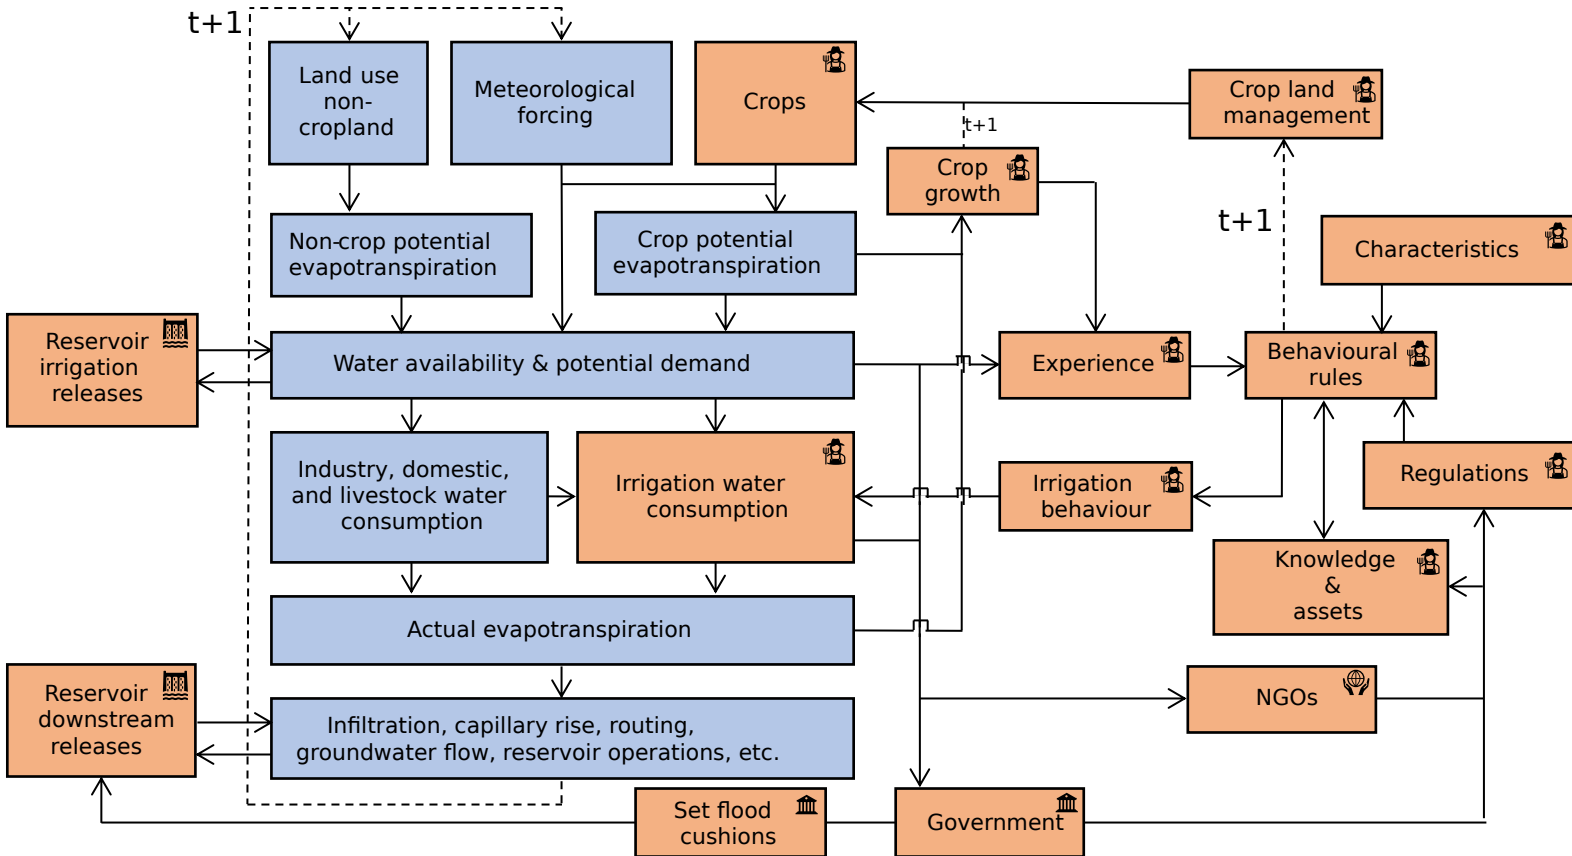 t+1
Land use
non-
cropland
Meteorological
forcing
Crops
Crop land
management
t+1
Crop
growth
t+1
Characteristics
Non-crop potential
evapotranspiration
Crop potential
evapotranspiration
Reservoir
irrigation
releases
Water availability & potential demand
Experience
Behavioural
rules
Industry, domestic,
and livestock water
consumption
Irrigation water
consumption
Irrigation
behaviour
Regulations
Knowledge
&
assets
Actual evapotranspiration
Reservoir
downstream
releases
Infiltration, capillary rise, routing,
groundwater flow, reservoir operations, etc.
NGOs
Set flood
cushions
Government